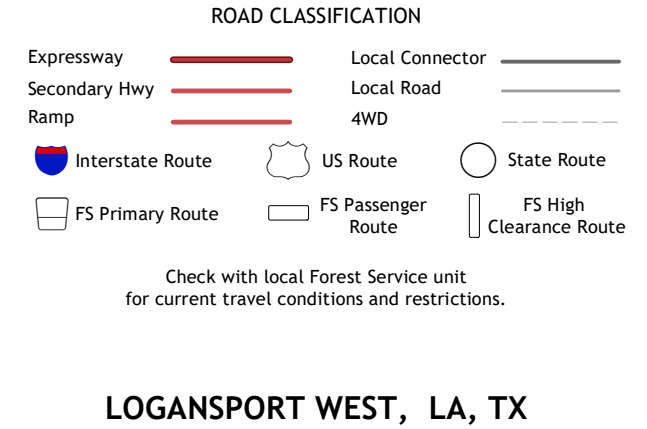 ROAD CLASSIFICATION
Expressway
Local Connector
Secondary Hwy
Local Road
Ramp
4WD
Interstate Route
US Route
State Route
FS Primary Route
FS Passenger
Route
FS High
Clearance Route
Check with local Forest Service unit
for current travel conditions and restrictions.
LOGANSPORT WEST, LA, TX